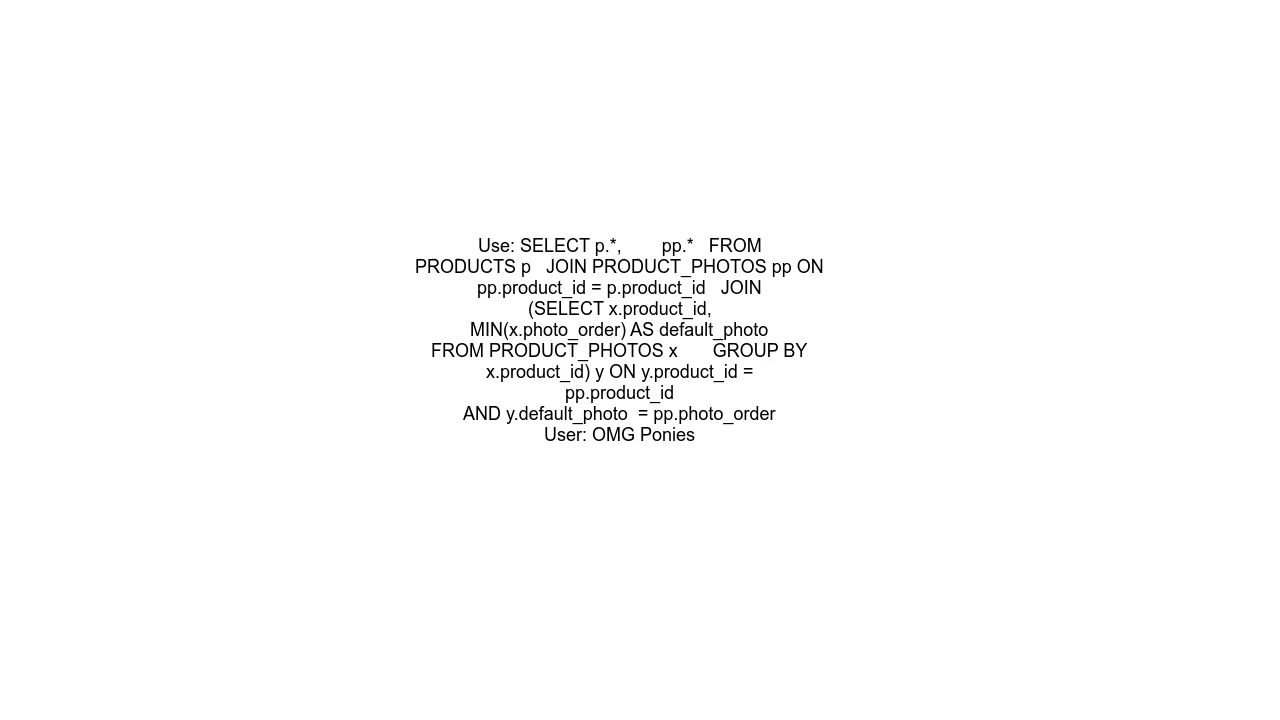 Use: SELECT p.*,        pp.*   FROM
PRODUCTS p   JOIN PRODUCT_PHOTOS pp ON
pp.product_id = p.product_id   JOIN
(SELECT x.product_id,
MIN(x.photo_order) AS default_photo
FROM PRODUCT_PHOTOS x       GROUP BY
x.product_id) y ON y.product_id =
pp.product_id
AND y.default_photo  = pp.photo_order
User: OMG Ponies